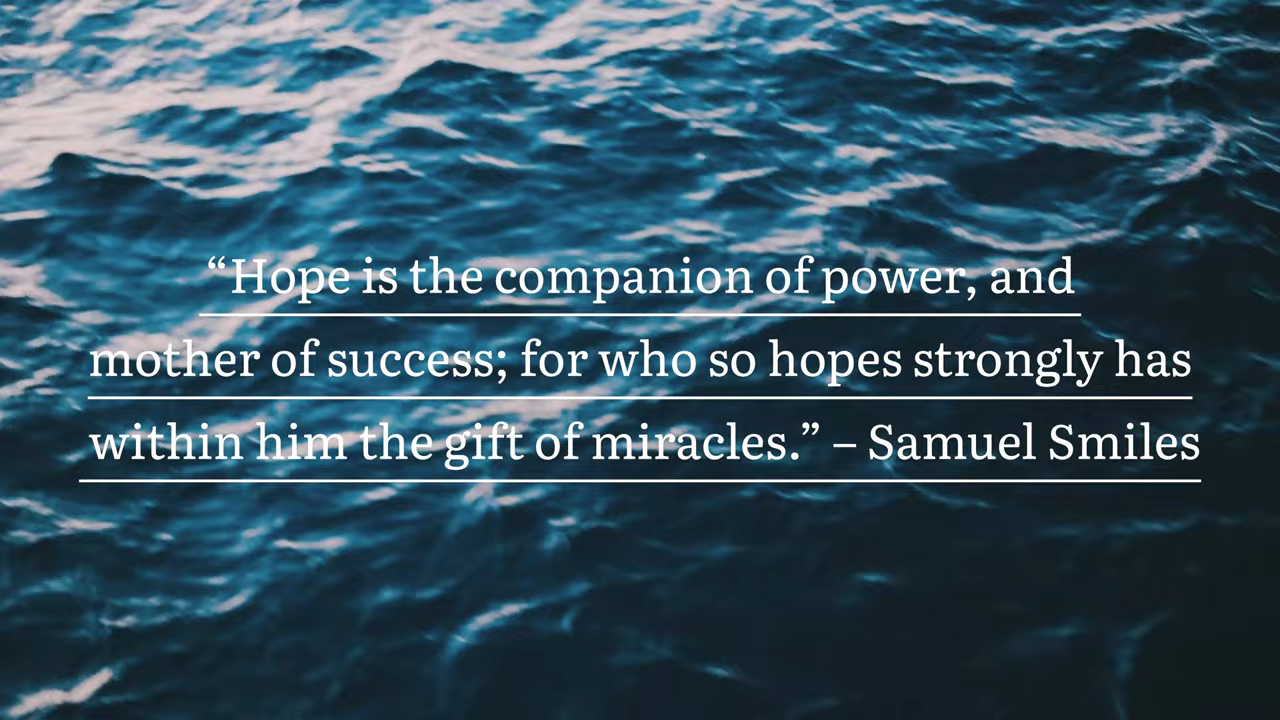 “Hope is the companion of power, and
mother of success; for who so hopes strongly has
within him the gift of miracles.” – Samuel Smiles